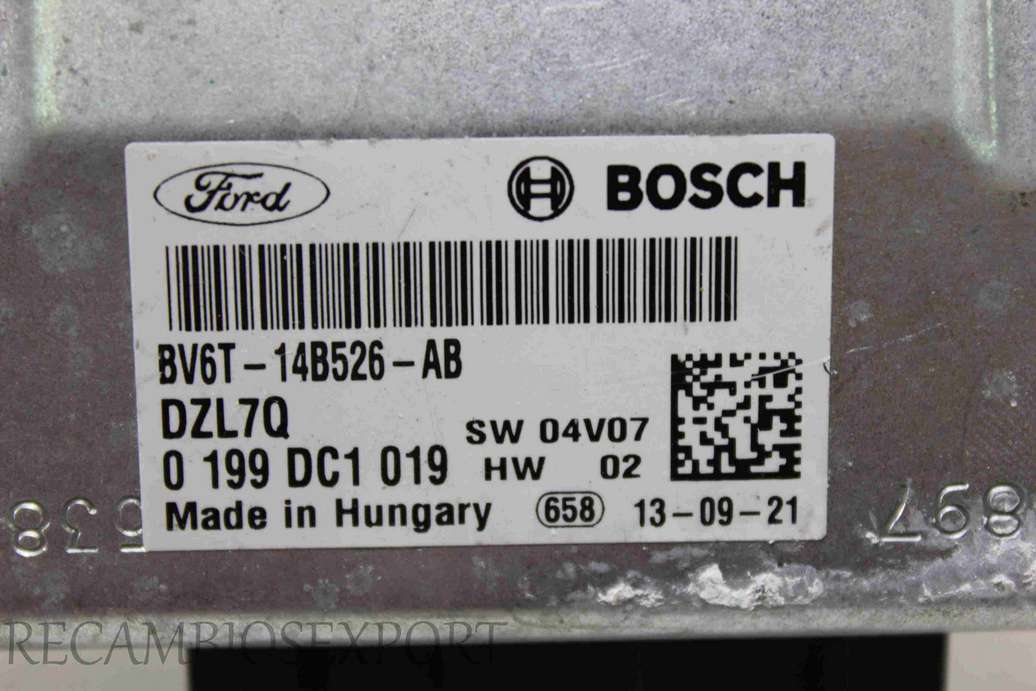 Ford BOSCH
BV6T-14B526-AB
DZL7Q
SW 04V07
0 199 DC1 019
HW 02
Made in Hungary 658 13-09-21
897
RECAMBIOSEXPORT